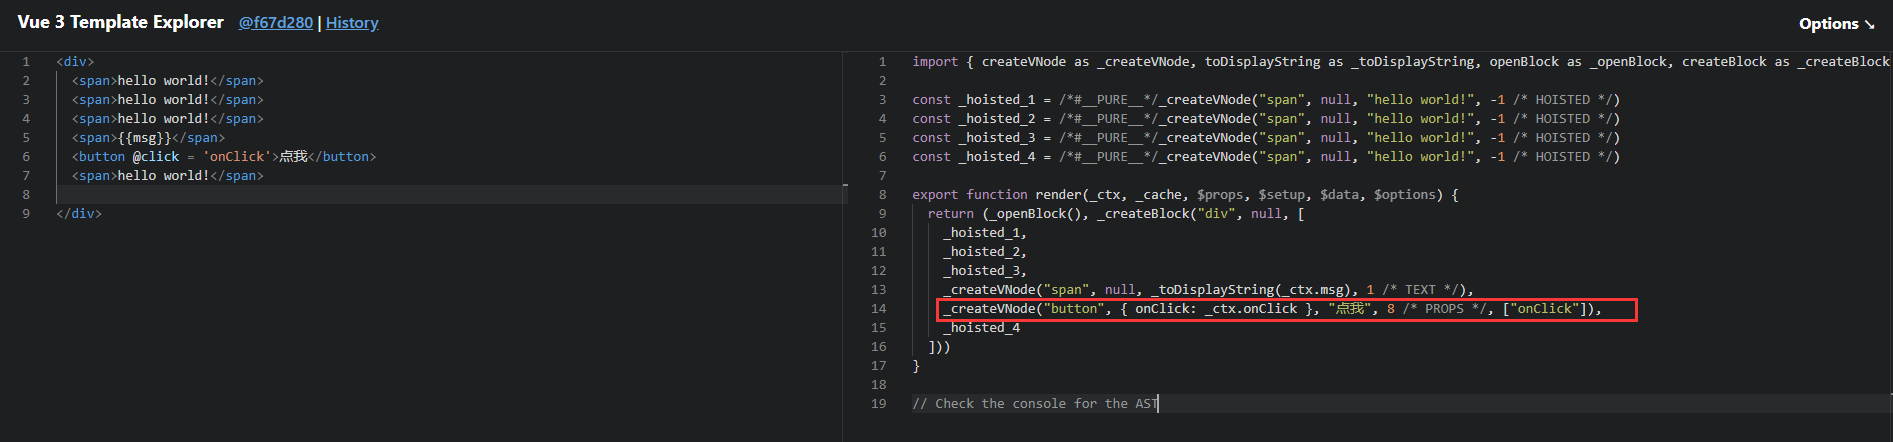 Vue 3 Template Explorer @f67d280 | History
Options ↘
1 <div>
2 <span>hello world!</span>
3 <span>hello world!</span>
4 <span>hello world!</span>
5 <span>{{msg}}</span>
6 <button @click = 'onClick'>点我</button>
7 <span>hello world!</span>
8
9 </div>
1 import { createVNode as _createVNode, toDisplayString as _toDisplayString, openBlock as _openBlock, createBlock as _createBlock
2
3 const _hoisted_1 = /*#__PURE__*/_createVNode("span", null, "hello world!", -1 /* HOISTED */)
4 const _hoisted_2 = /*#__PURE__*/_createVNode("span", null, "hello world!", -1 /* HOISTED */)
5 const _hoisted_3 = /*#__PURE__*/_createVNode("span", null, "hello world!", -1 /* HOISTED */)
6 const _hoisted_4 = /*#__PURE__*/_createVNode("span", null, "hello world!", -1 /* HOISTED */)
7
8 export function render(_ctx, _cache, $props, $setup, $data, $options) {
9 return (_openBlock(), _createBlock("div", null, [
10 _hoisted_1,
11 _hoisted_2,
12 _hoisted_3,
13 _createVNode("span", null, _toDisplayString(_ctx.msg), 1 /* TEXT */),
14 _createVNode("button", { onClick: _ctx.onClick }, "点我", 8 /* PROPS */, ["onClick"]),
15 _hoisted_4
16 ]))
17 }
18
19 // Check the console for the AST